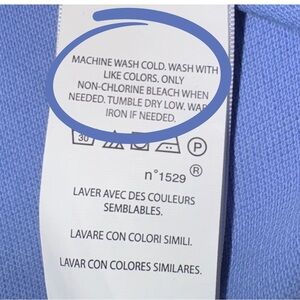 MACHINE WASH COLD. WASH WITH
LIKE COLORS. ONLY
NON-CHLORINE BLEACH WHEN
NEEDED. TUMBLE DRY LOW.
IRON IF NEEDED.
30 P
n°1529 ®
LAVER AVEC DES COULEURS
SEMBLABLES.
LAVARE CON COLORI SIMILI.
LAVAR CON COLORES SIMILARES.